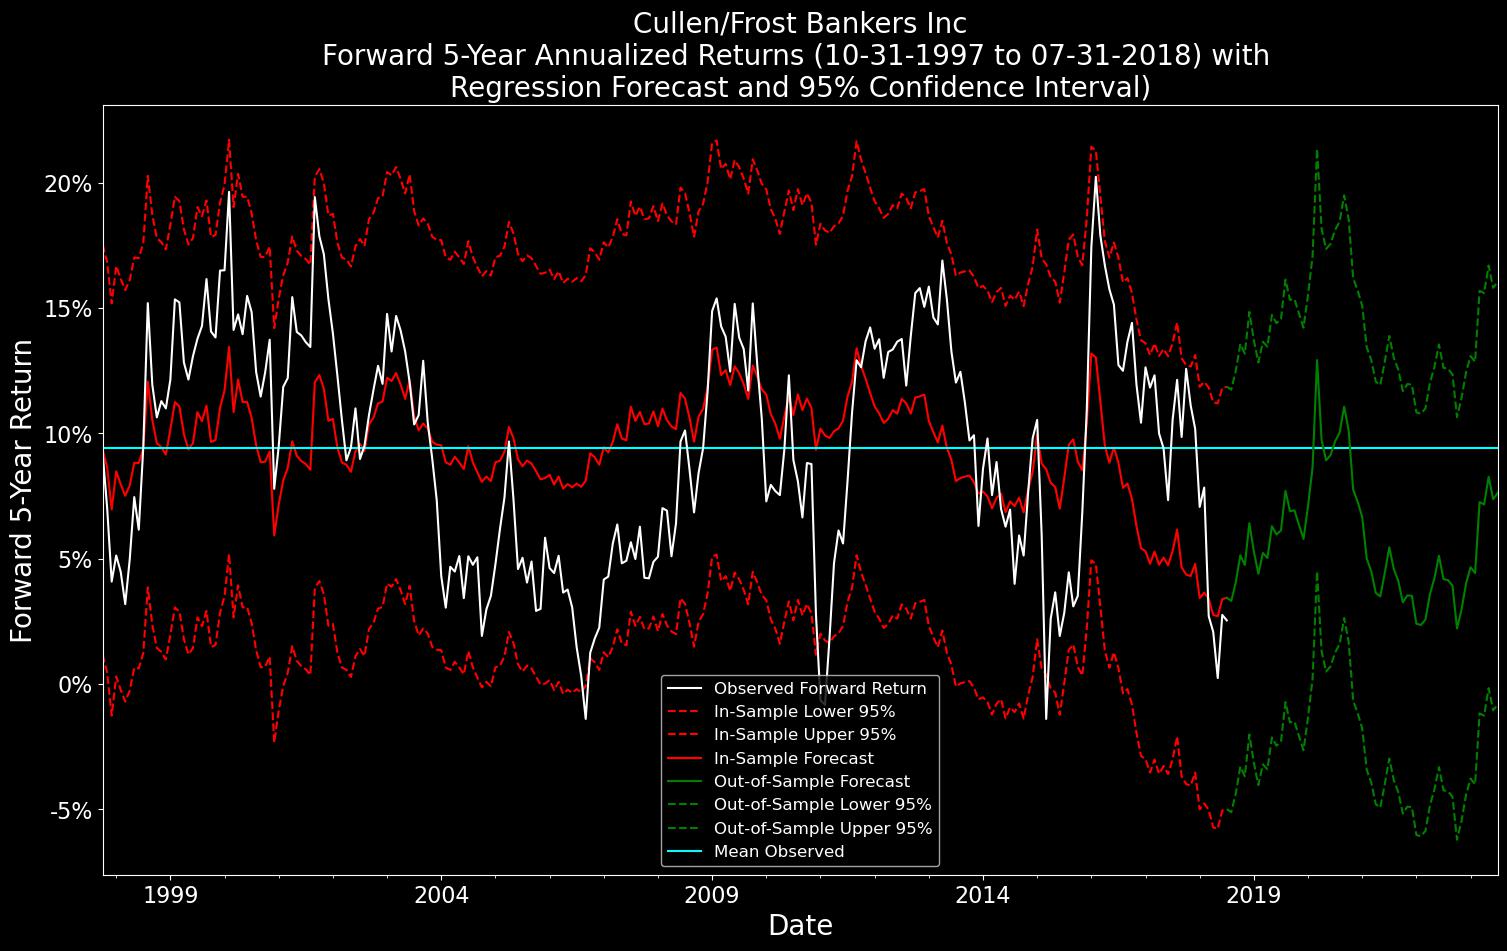 Cullen/Frost Bankers Inc
Forward 5-Year Annualized Returns (10-31-1997 to 07-31-2018) with
Regression Forecast and 95% Confidence Interval)
Forward 5-Year Return
20%
15%
10%
5%
0%
-5%
Observed Forward Return
In-Sample Lower 95%
In-Sample Upper 95%
In-Sample Forecast
Out-of-Sample Forecast
Out-of-Sample Lower 95%
Out-of-Sample Upper 95%
Mean Observed
1999 2004 2009 2014 2019
Date